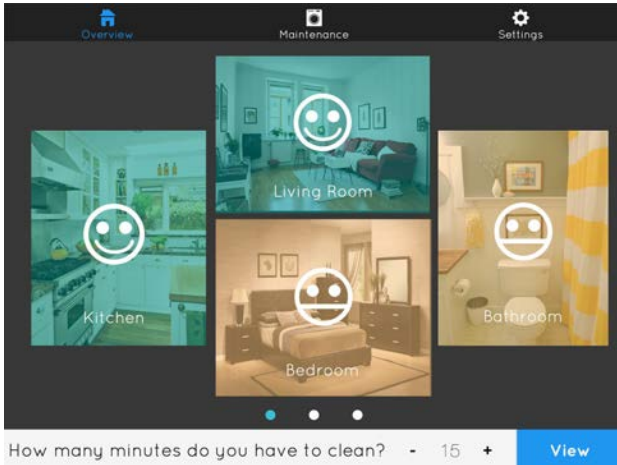 Overview
Maintenance
Settings
Living Room
Kitchen
Bathroom
Bedroom
How many minutes do you have to clean? - 15 + View